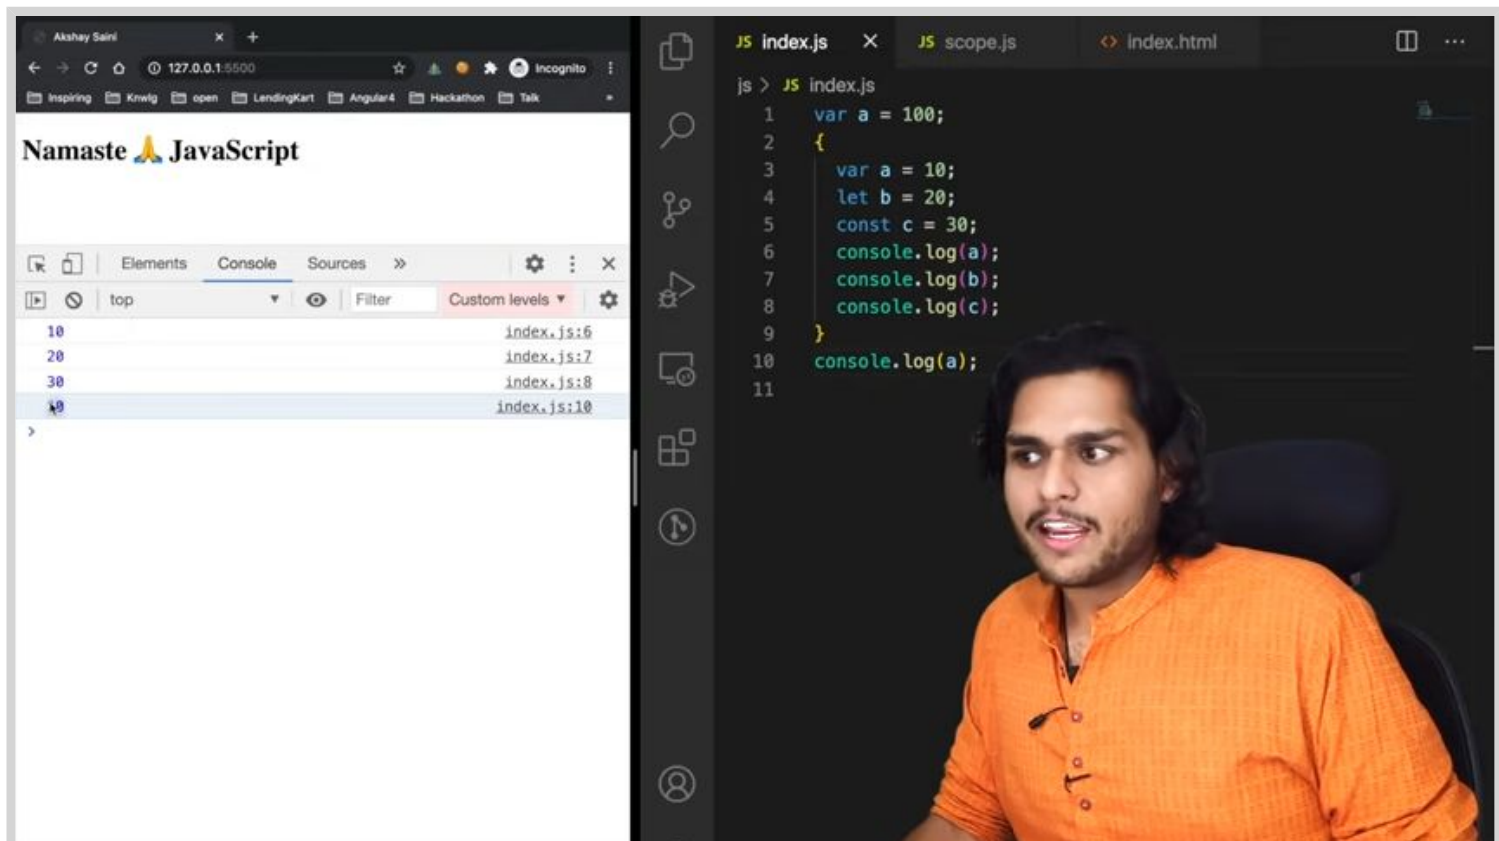 Akshay Saini
127.0.0.1:5500
Incognito
Inspiring Knwlg open LendingKart Angular4 Hackathon Talk
Namaste 🙏 JavaScript
Elements Console Sources »
top Filter Custom levels
10 index.js:6
20 index.js:7
30 index.js:8
index.js:10
JS index.js JS scope.js <> index.html
js > JS index.js
1 var a = 100;
2 {
3 var a = 10;
4 let b = 20;
5 const c = 30;
6 console.log(a);
7 console.log(b);
8 console.log(c);
9 }
10 console.log(a);
11